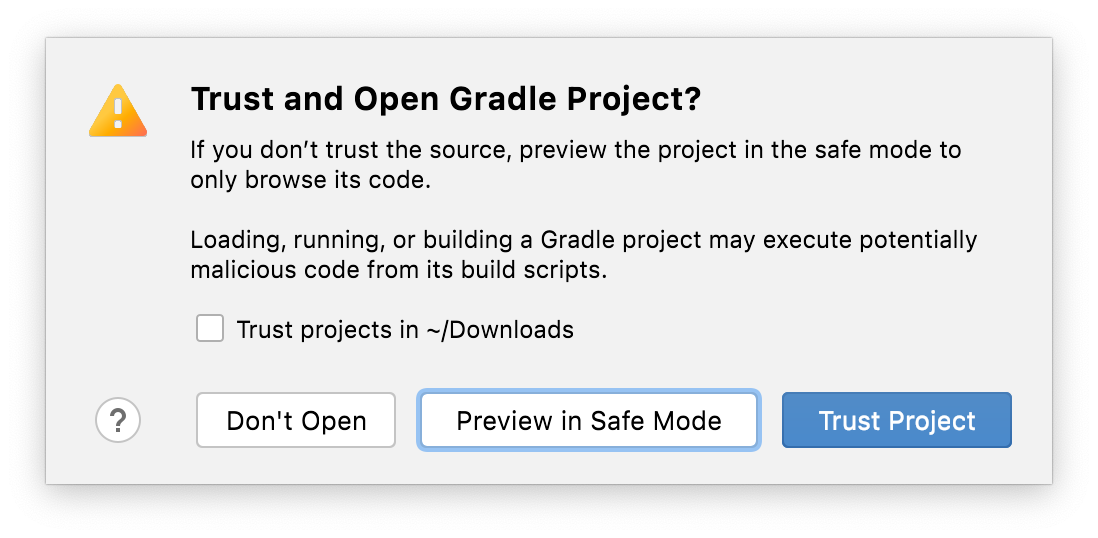 Trust and Open Gradle Project?
If you don’t trust the source, preview the project in the safe mode to
only browse its code.
Loading, running, or building a Gradle project may execute potentially
malicious code from its build scripts.
Trust projects in ~/Downloads
?
Don't Open
Preview in Safe Mode
Trust Project